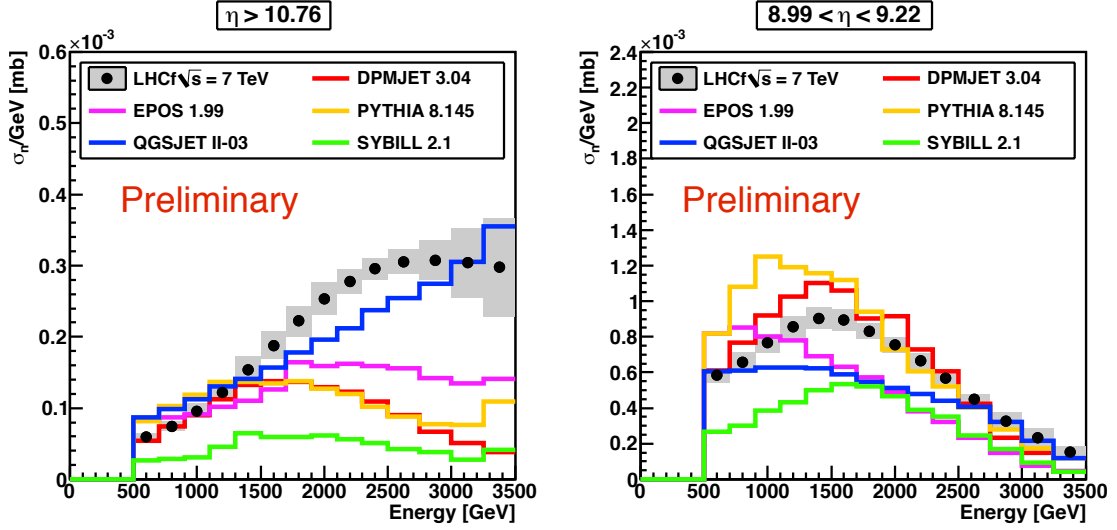 η > 10.76
×10⁻³
σₙ/GeV [mb]
0.6
0.5
0.4
0.3
0.2
0.1
0
LHCf √s = 7 TeV
DPMJET 3.04
EPOS 1.99
PYTHIA 8.145
QGSJET II-03
SYBILL 2.1
Preliminary
0 500 1000 1500 2000 2500 3000 3500
Energy [GeV]
8.99 < η < 9.22
×10⁻³
σₙ/GeV [mb]
2.4
2.2
2
1.8
1.6
1.4
1.2
1
0.8
0.6
0.4
0.2
0
LHCf √s = 7 TeV
DPMJET 3.04
EPOS 1.99
PYTHIA 8.145
QGSJET II-03
SYBILL 2.1
Preliminary
0 500 1000 1500 2000 2500 3000 3500
Energy [GeV]